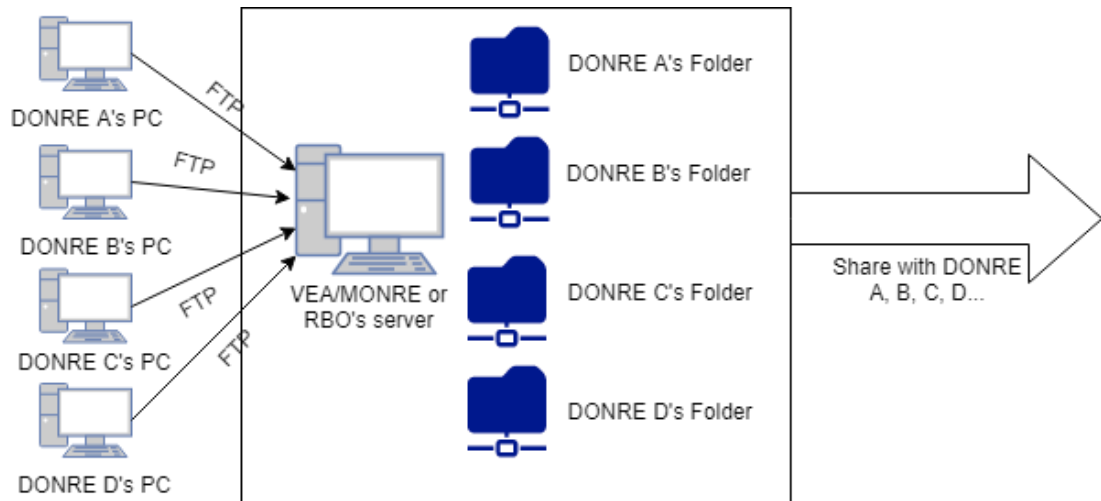 DONRE A's PC
DONRE B's PC
DONRE C's PC
DONRE D's PC
FTP
FTP
FTP
FTP
VEA/MONRE or
RBO's server
DONRE A's Folder
DONRE B's Folder
DONRE C's Folder
DONRE D's Folder
Share with DONRE
A, B, C, D...